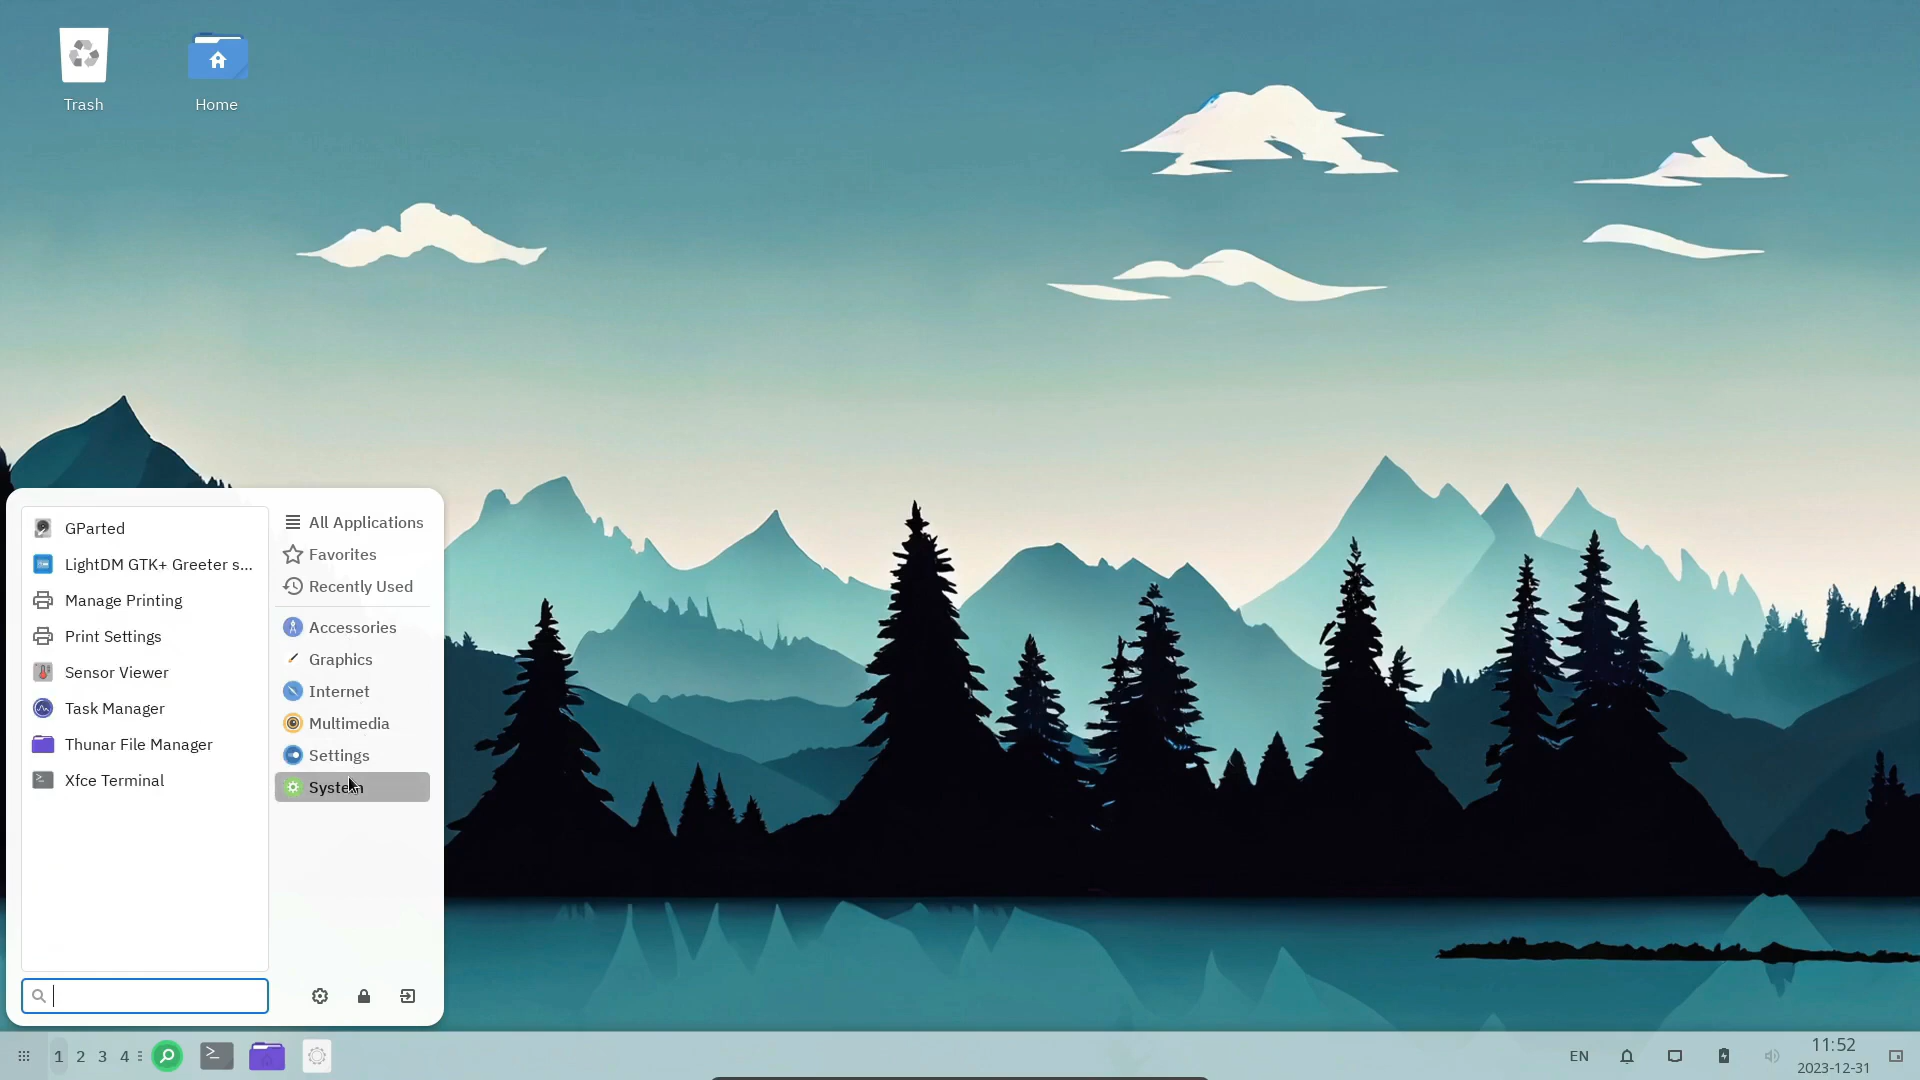 Trash
Home
GParted
LightDM GTK+ Greeter s...
Manage Printing
Print Settings
Sensor Viewer
Task Manager
Thunar File Manager
Xfce Terminal
All Applications
Favorites
Recently Used
Accessories
Graphics
Internet
Multimedia
Settings
System
1 2 3 4
EN
11:52
2023-12-31